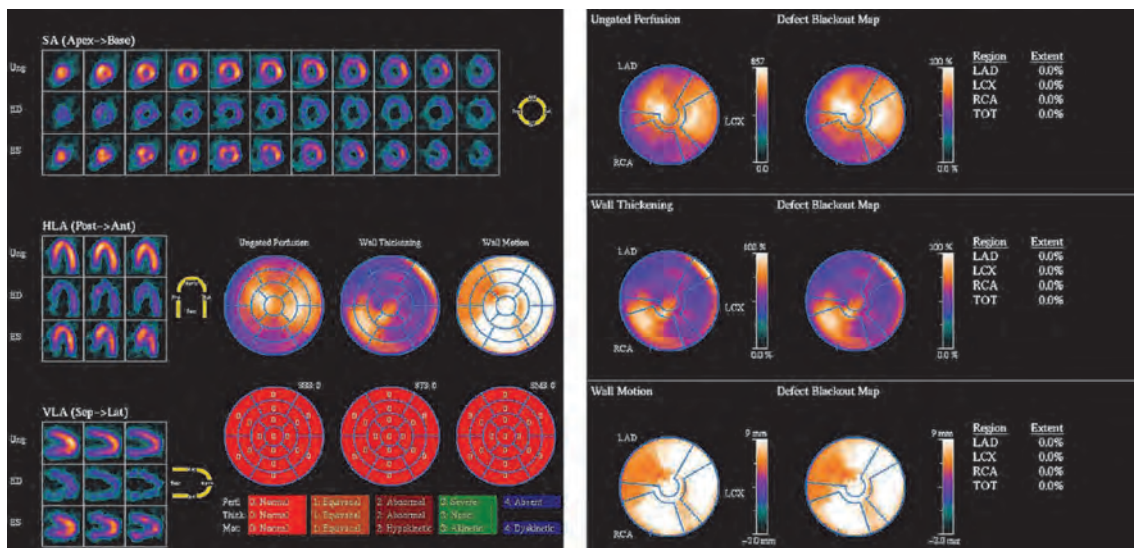 SA (Apex->Base)
Ung
ED
ES
HLA (Post->Ant)
Ung
ED
ES
Ungated Perfusion
Wall Thickening
Wall Motion
VLA (Sep->Lat)
Ung
ED
ES
Perf: 0: Normal 1: Equivocal 2: Abnormal 3: Severe 4: Absent
Thick: 0: Normal 1: Equivocal 2: Abnormal 3: None
Mot: 0: Normal 1: Equivocal 2: Hypokinetic 3: Akinetic 4: Dyskinetic
Ungated Perfusion
Defect Blackout Map
LAD
LCX
RCA
857
0.0
100 %
0.0 %
Region Extent
LAD 0.0%
LCX 0.0%
RCA 0.0%
TOT 0.0%
Wall Thickening
Defect Blackout Map
LAD
LCX
RCA
100 %
0.0 %
100 %
0.0 %
Region Extent
LAD 0.0%
LCX 0.0%
RCA 0.0%
TOT 0.0%
Wall Motion
Defect Blackout Map
LAD
LCX
RCA
9 mm
9 mm
Region Extent
LAD 0.0%
LCX 0.0%
RCA 0.0%
TOT 0.0%